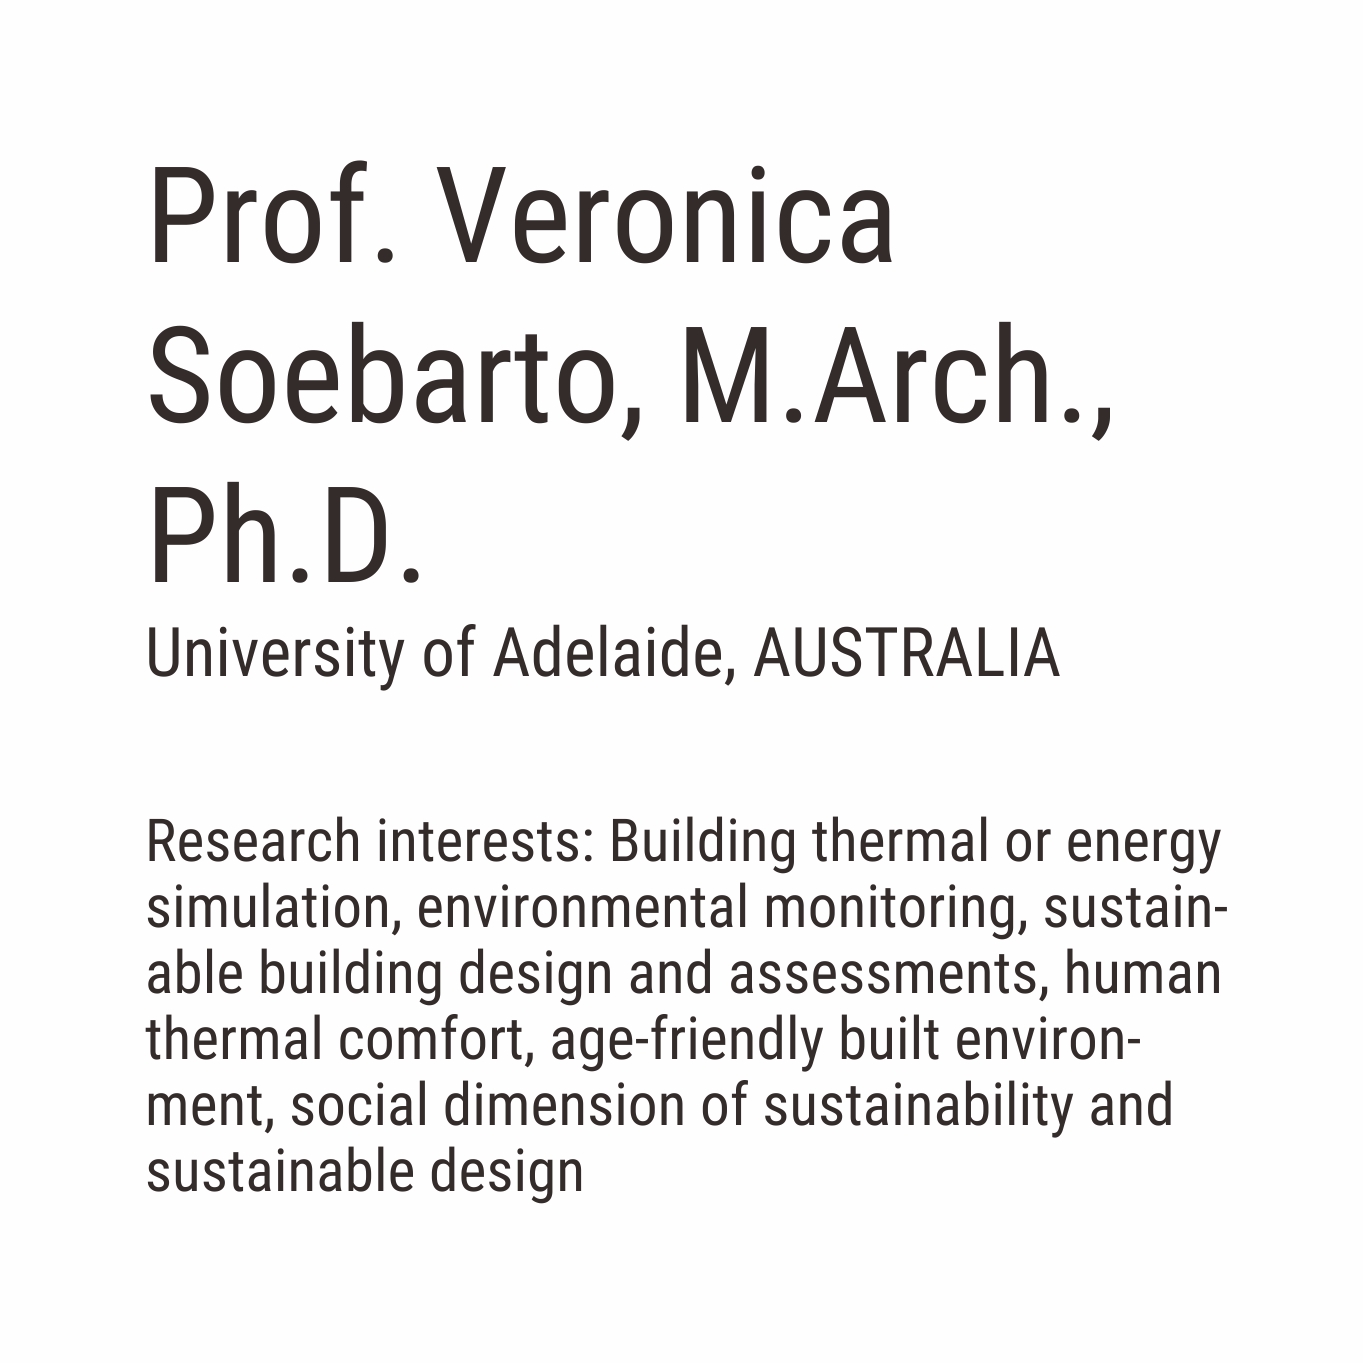 Prof. Veronica
Soebarto, M.Arch.,
Ph.D.
University of Adelaide, AUSTRALIA
Research interests: Building thermal or energy
simulation, environmental monitoring, sustain-
able building design and assessments, human
thermal comfort, age-friendly built environ-
ment, social dimension of sustainability and
sustainable design